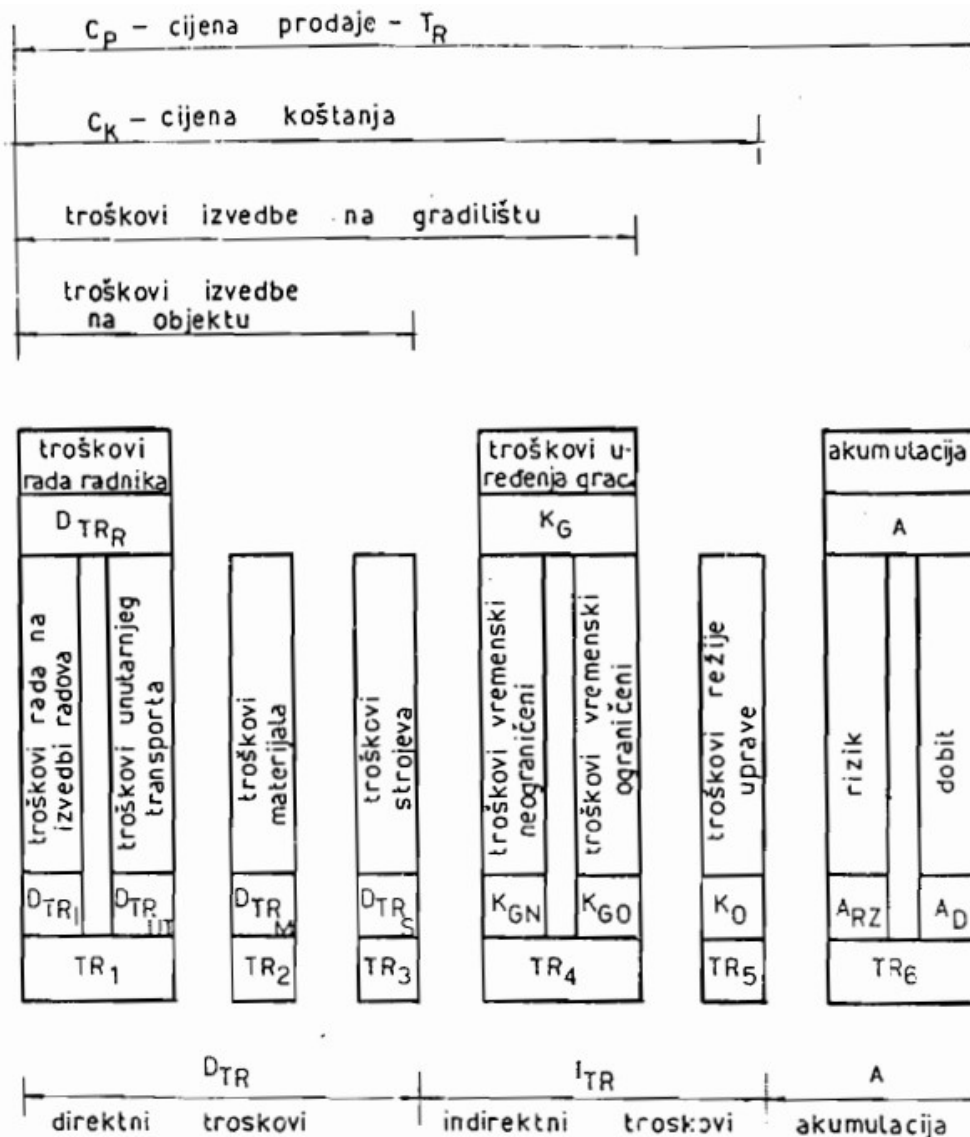 C_P – cijena prodaje – T_R
C_K – cijena koštanja
troškovi izvedbe na gradilištu
troškovi izvedbe
na objektu
troškovi
rada radnika
troškovi u-
ređenja grad.
akumulacija
D_TR_R
K_G
A
troškovi rada na
izvedbi radova
troškovi unutarnjeg
transporta
troškovi
materijala
troškovi
strojeva
troškovi vremenski
neograničeni
troškovi vremenski
ograničeni
troškovi režije
uprave
rizik
dobit
D_TR_I
D_TR_UT
D_TR_M
D_TR_S
K_GN
K_GO
K_O
A_RZ
A_D
TR_1
TR_2
TR_3
TR_4
TR_5
TR_6
D_TR
I_TR
A
direktni troskovi
indirektni troskovi
akumulacija